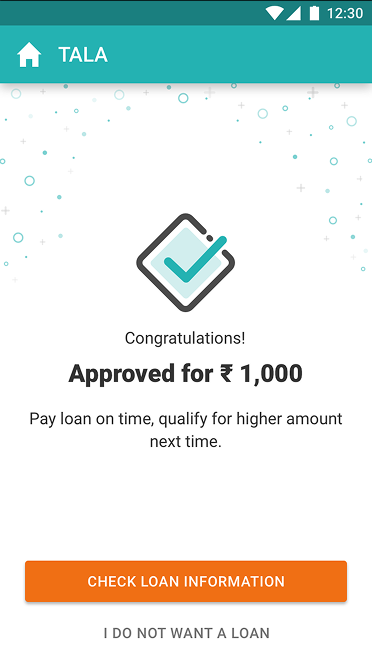 12:30
TALA
Congratulations!
Approved for ₹ 1,000
Pay loan on time, qualify for higher amount
next time.
CHECK LOAN INFORMATION
I DO NOT WANT A LOAN